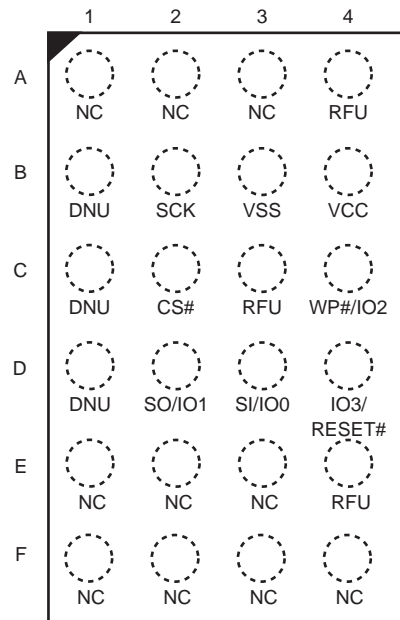 1 2 3 4
A
NC NC NC RFU
B
DNU SCK VSS VCC
C
DNU CS# RFU WP#/IO2
D
DNU SO/IO1 SI/IO0 IO3/
RESET#
E
NC NC NC RFU
F
NC NC NC NC